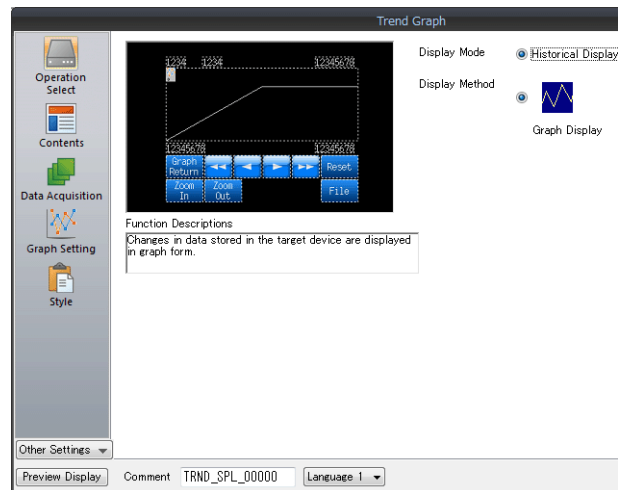 Trend Graph
Operation
Select
Contents
Data Acquisition
Graph Setting
Style
Other Settings
1234 1234 12345678
A
12345678 12345678
Graph
Return
Reset
Zoom
In
Zoom
Out
File
Display Mode
Historical Display
Display Method
Graph Display
Function Descriptions
Changes in data stored in the target device are displayed
in graph form.
Preview Display Comment TRND_SPL_00000 Language 1